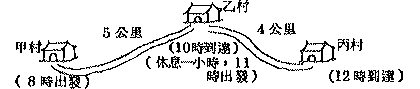 乙村
5公里
4公里
甲村
丙村
(10時到達)
(休息一小時，11
時出發)
(8時出發)
(12時到達)